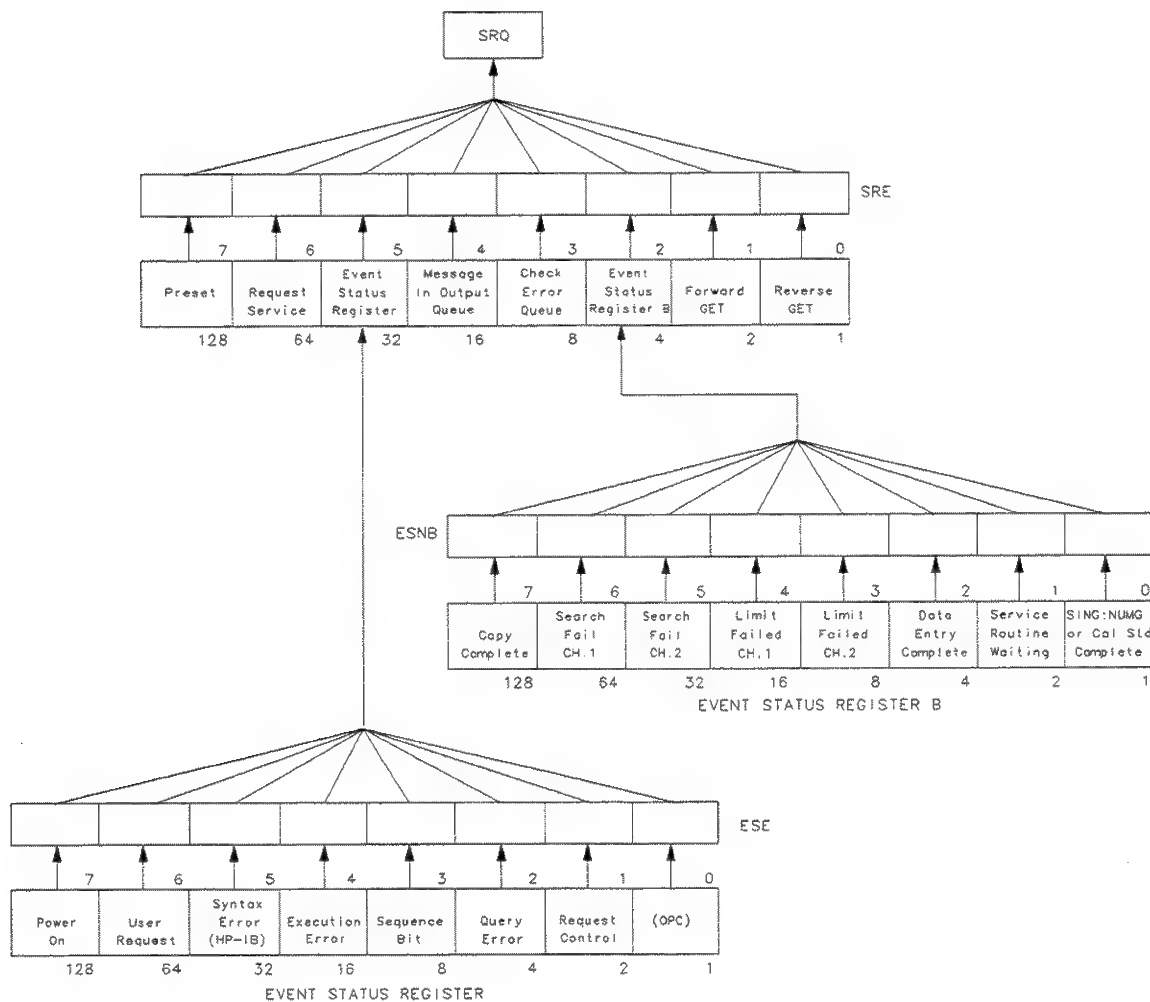 SRQ
SRE
7 6 5 4 3 2 1 0
Preset
Request
Service
Event
Status
Register
Message
in Output
Queue
Check
Error
Queue
Event
Status
Register B
Forward
GET
Reverse
GET
128 64 32 16 8 4 2 1
ESNB
7 6 5 4 3 2 1 0
Copy
Complete
Search
Fail
CH.1
Search
Fail
CH.2
Limit
Failed
CH.1
Limit
Failed
CH.2
Data
Entry
Complete
Service
Routine
Waiting
SING:NUMG
or Cal Std
Complete
128 64 32 16 8 4 2 1
EVENT STATUS REGISTER B
ESE
7 6 5 4 3 2 1 0
Power
On
User
Request
Syntax
Error
(HP-IB)
Execution
Error
Sequence
Bit
Query
Error
Request
Control
(OPC)
128 64 32 16 8 4 2 1
EVENT STATUS REGISTER